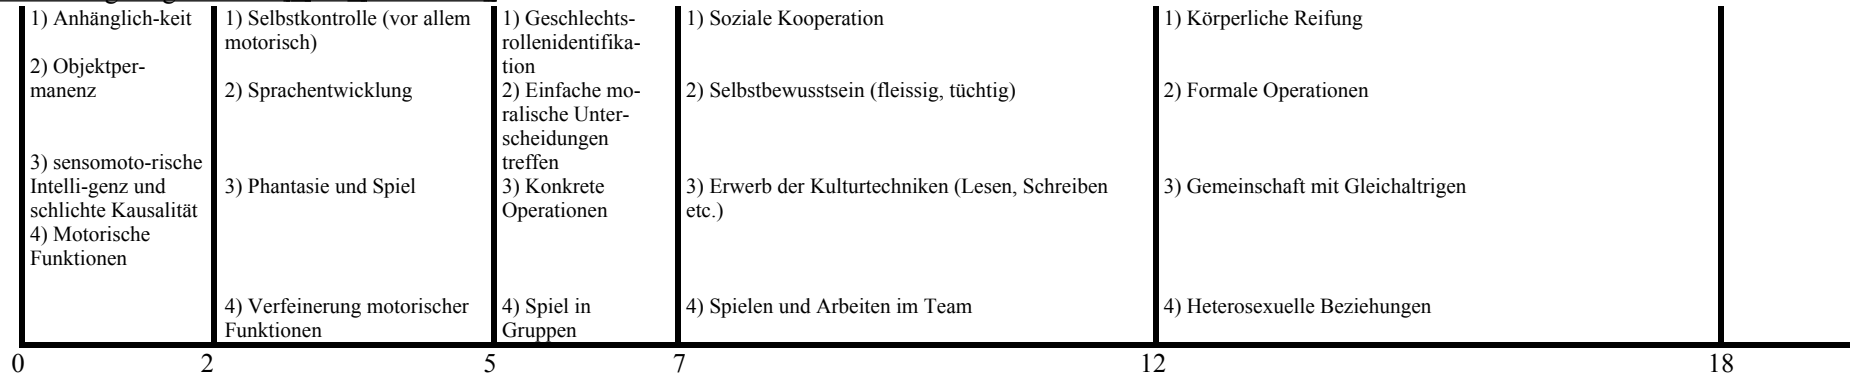 1) Anhänglich-keit
2) Objektper-
manenz
3) sensomoto-rische
Intelli-genz und
schlichte Kausalität
4) Motorische
Funktionen
1) Selbstkontrolle (vor allem
motorisch)
2) Sprachentwicklung
3) Phantasie und Spiel
4) Verfeinerung motorischer
Funktionen
1) Geschlechts-
rollenidentifika-
tion
2) Einfache mo-
ralische Unter-
scheidungen
treffen
3) Konkrete
Operationen
4) Spiel in
Gruppen
1) Soziale Kooperation
2) Selbstbewusstsein (fleissig, tüchtig)
3) Erwerb der Kulturtechniken (Lesen, Schreiben
etc.)
4) Spielen und Arbeiten im Team
1) Körperliche Reifung
2) Formale Operationen
3) Gemeinschaft mit Gleichaltrigen
4) Heterosexuelle Beziehungen
0 2 5 7 12 18